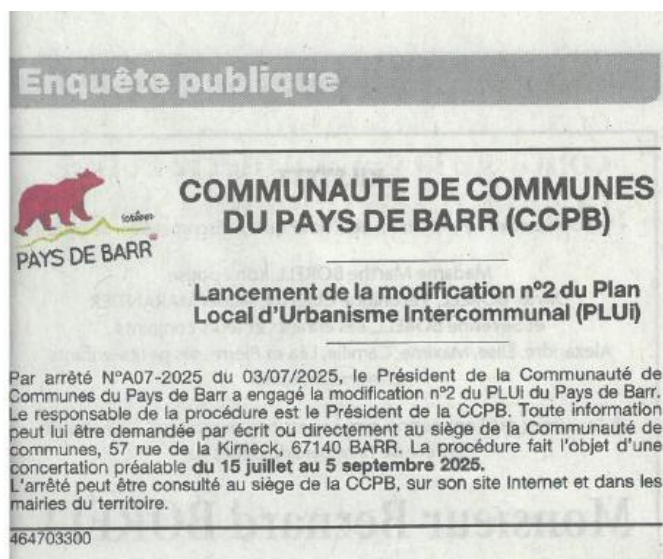 Enquête publique
PAYS DE BARR
COMMUNAUTE DE COMMUNES
DU PAYS DE BARR (CCPB)
Lancement de la modification n°2 du Plan
Local d'Urbanisme Intercommunal (PLUi)
Par arrêté N°A07-2025 du 03/07/2025, le Président de la Communauté de
Communes du Pays de Barr a engagé la modification n°2 du PLUi du Pays de Barr.
Le responsable de la procédure est le Président de la CCPB. Toute information
peut lui être demandée par écrit ou directement au siège de la Communauté de
communes, 57 rue de la Kirneck, 67140 BARR. La procédure fait l'objet d'une
concertation préalable du 15 juillet au 5 septembre 2025.
L'arrêté peut être consulté au siège de la CCPB, sur son site Internet et dans les
mairies du territoire.
464703300